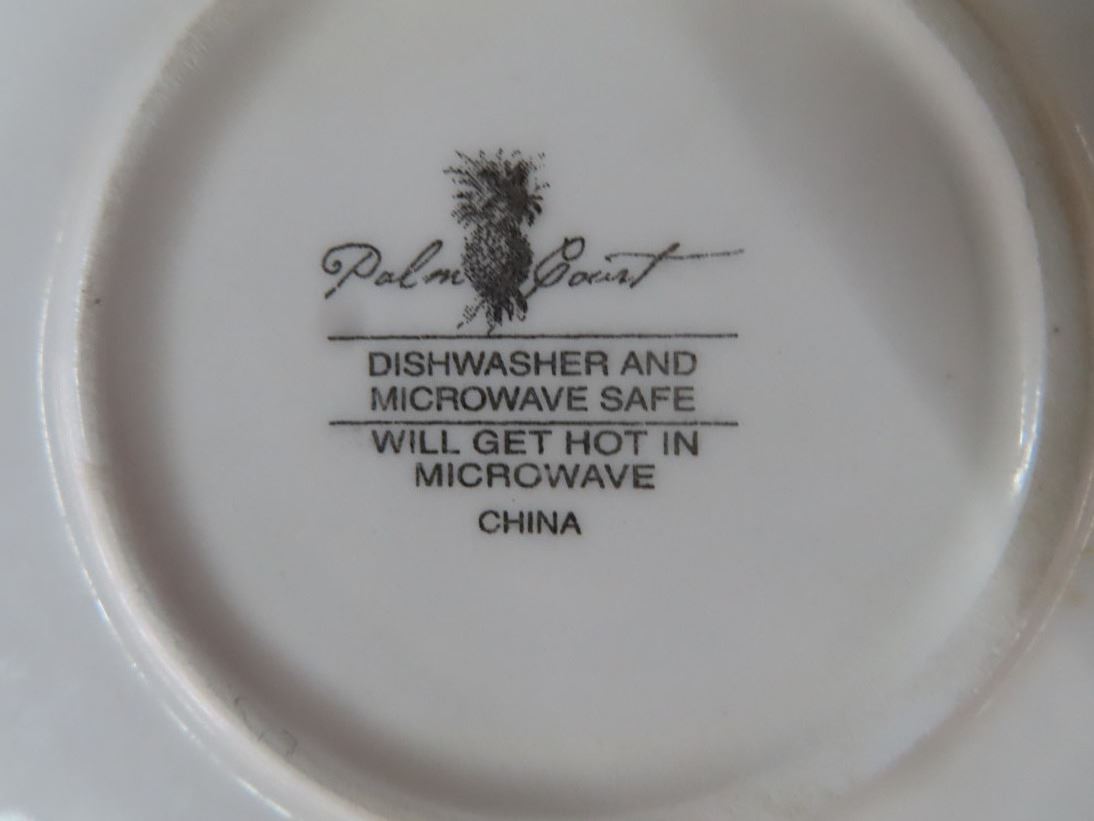 Palm Court
DISHWASHER AND
MICROWAVE SAFE
WILL GET HOT IN
MICROWAVE
CHINA